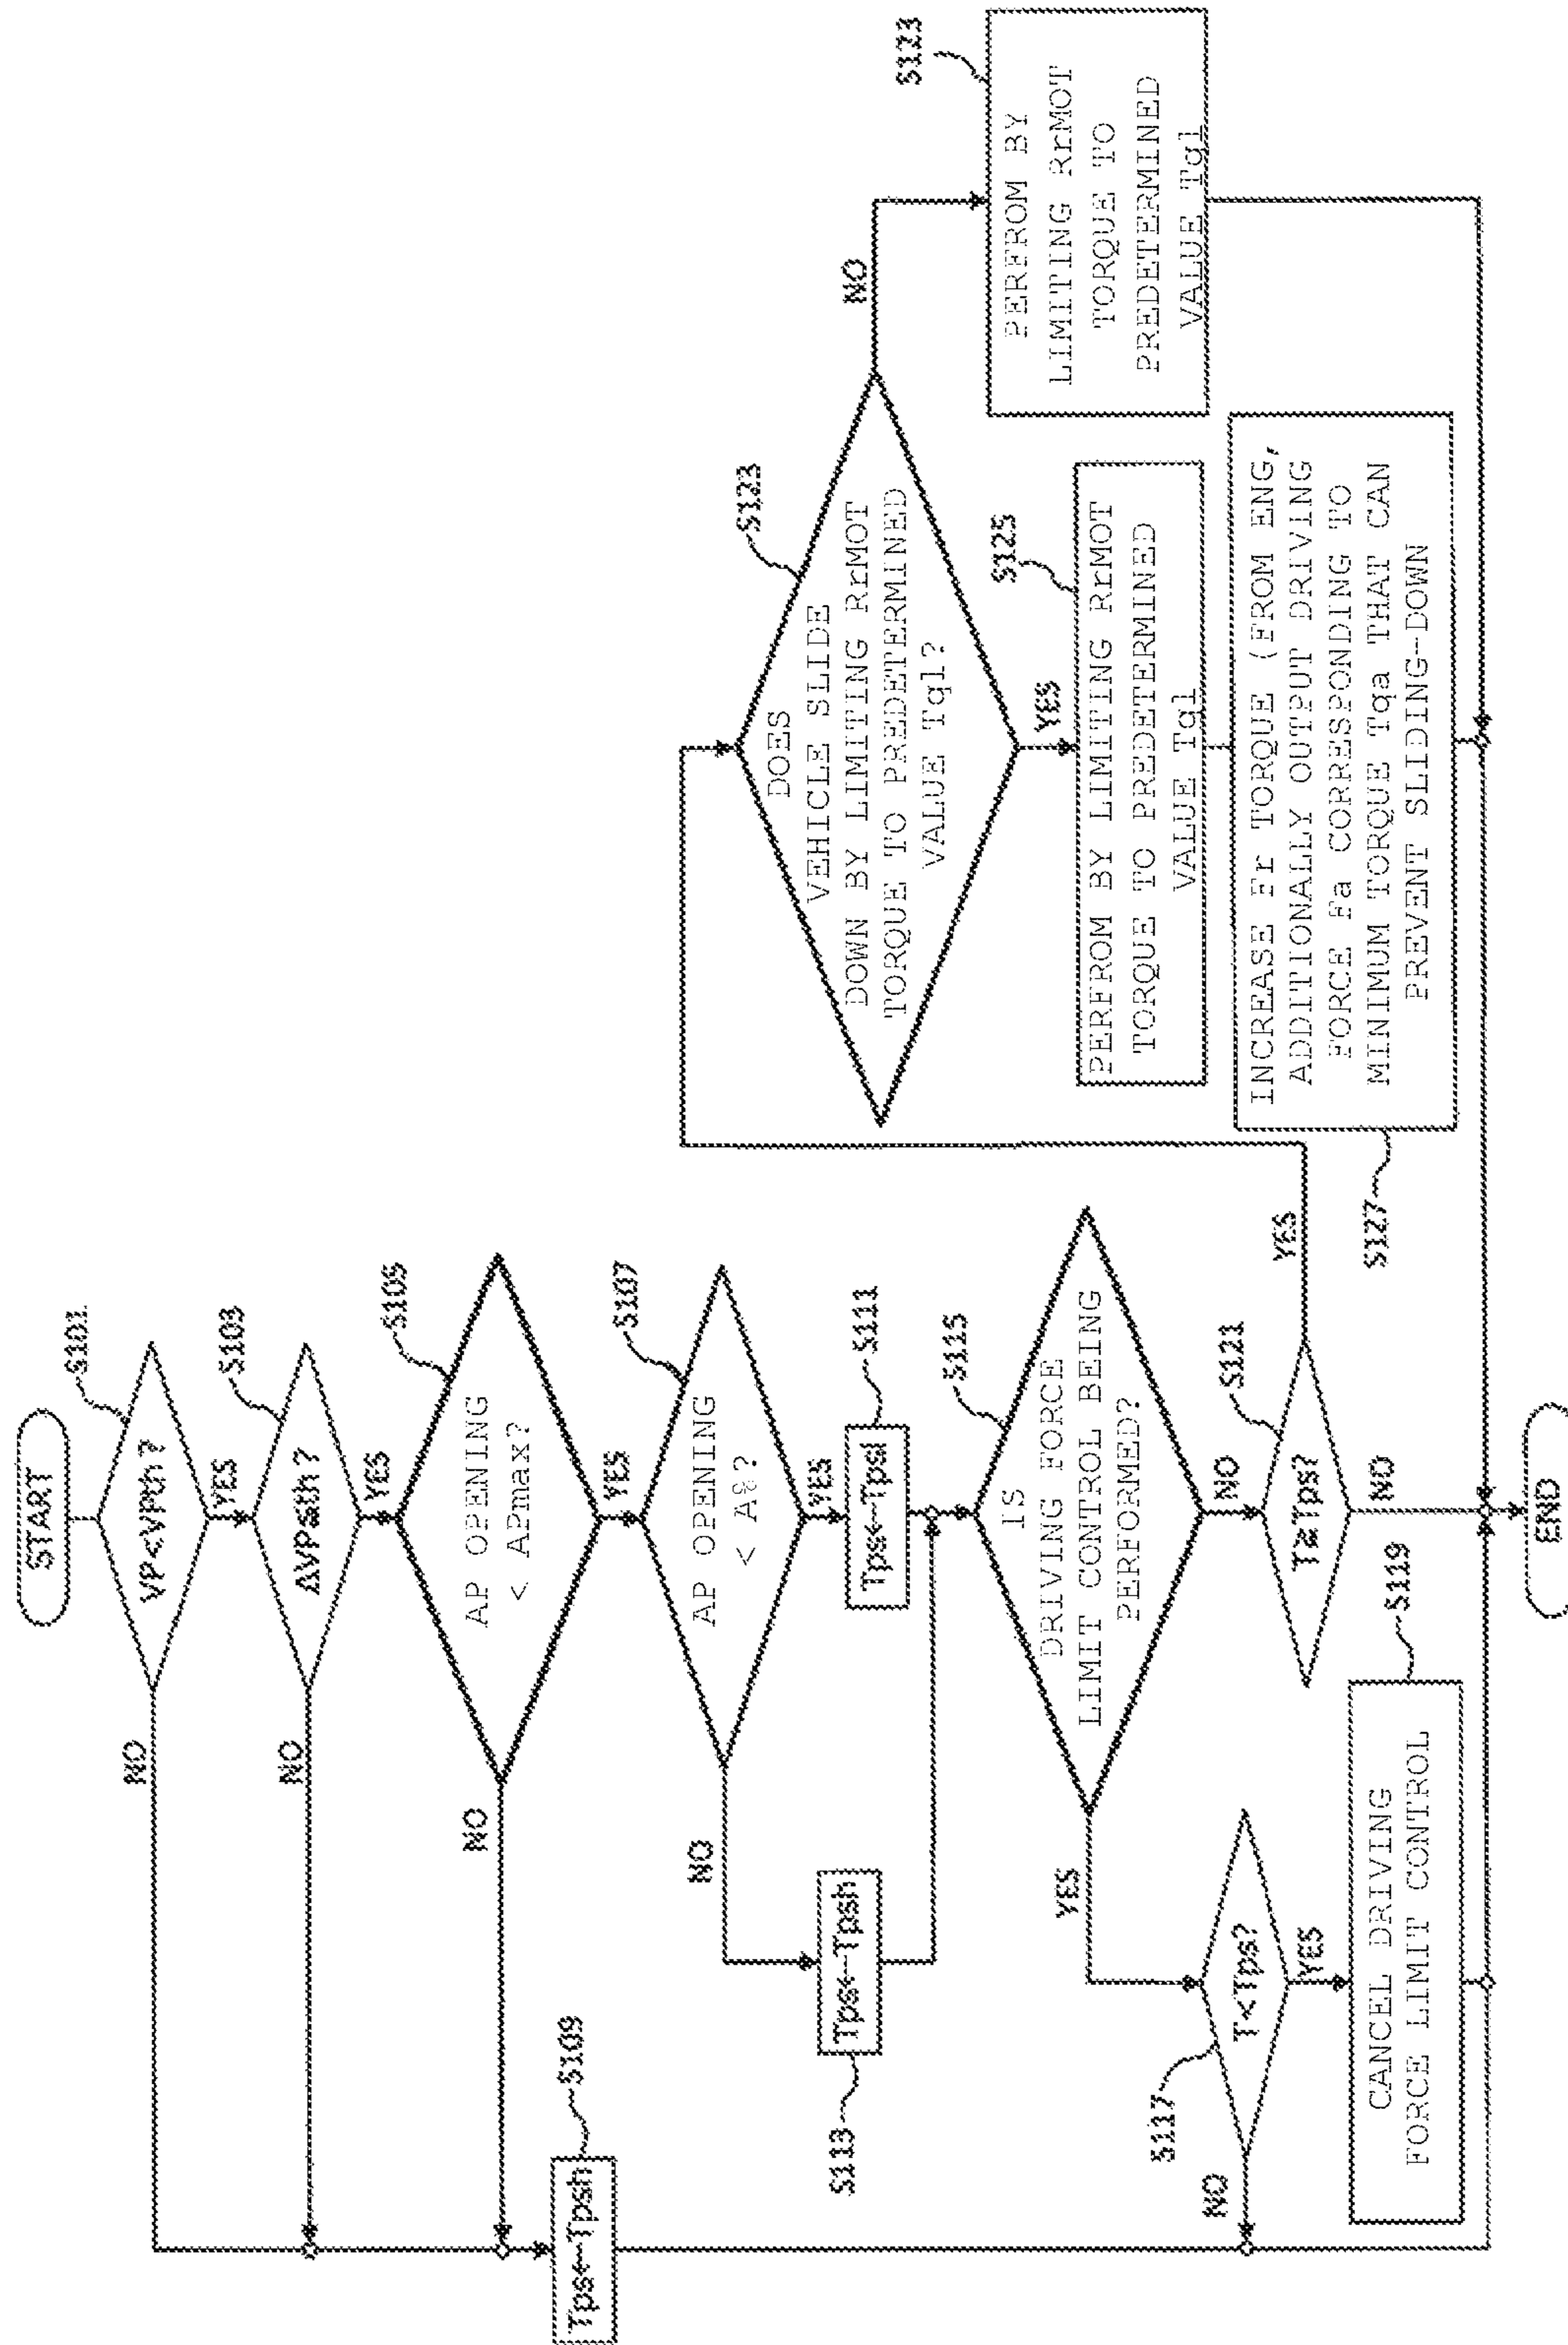 START
VP<VPth?
S101
YES
NO
ΔVP≤th?
S103
YES
NO
AP OPENING
< APmax?
S105
YES
NO
AP OPENING
< A%?
S107
YES
NO
Tps←Tpsh
S109
Tps←Tpsl
S111
Tps←Tpsh
S113
IS
DRIVING FORCE
LIMIT CONTROL BEING
PERFORMED?
S115
YES
NO
T<Tps?
S117
NO
YES
CANCEL DRIVING
FORCE LIMIT CONTROL
S119
T≥Tps?
S121
YES
NO
DOES
VEHICLE SLIDE
DOWN BY LIMITING RrMOT
TORQUE TO PREDETERMINED
VALUE Tql?
S123
YES
NO
PERFROM BY LIMITING RrMOT
TORQUE TO PREDETERMINED
VALUE Tql
S125
PERFROM BY
LIMITING RrMOT
TORQUE TO
PREDETERMINED
VALUE Tql
S123
INCREASE Fr TORQUE (FROM ENG,
ADDITIONALLY OUTPUT DRIVING
FORCE Fa CORRESPONDING TO
MINIMUM TORQUE Tqa THAT CAN
PREVENT SLIDING-DOWN
S127
END